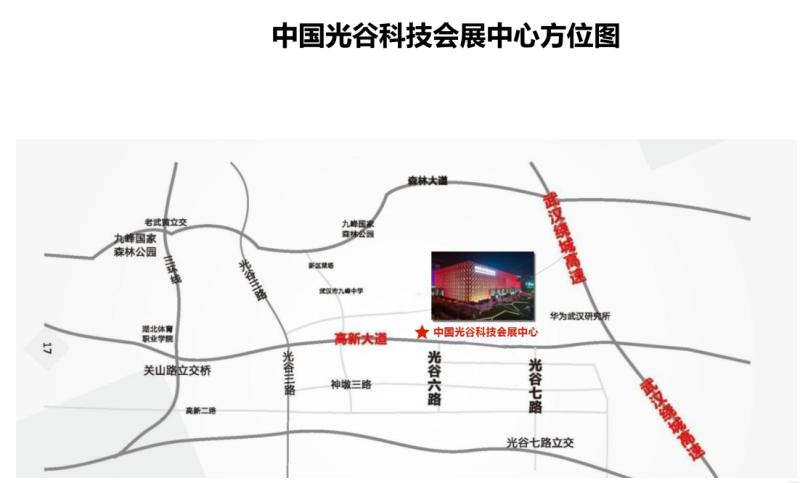 中国光谷科技会展中心方位图
森林大道
武汉绕城高速
老武黄立交
九峰国家
森林公园
九峰国家
森林公园
三环线
光谷三路
新区菜场
武汉市九峰中学
华为武汉研究所
中国光谷科技会展中心
湖北体育
职业学院
高新大道
17
关山路立交桥
光谷三路
神墩三路
光谷六路
光谷七路
武汉绕城高速
高新二路
光谷七路立交